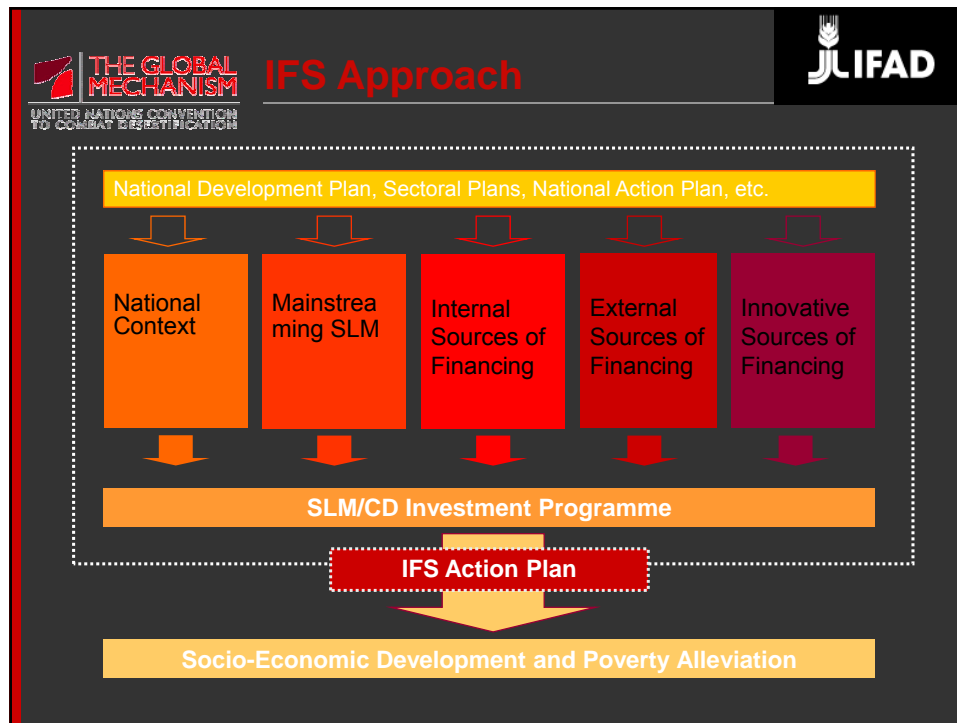 THE GLOBAL
MECHANISM
UNITED NATIONS CONVENTION
TO COMBAT DESERTIFICATION
IFS Approach
IFAD
National Development Plan, Sectoral Plans, National Action Plan, etc.
National
Context
Mainstrea
ming SLM
Internal
Sources of
Financing
External
Sources of
Financing
Innovative
Sources of
Financing
SLM/CD Investment Programme
IFS Action Plan
Socio-Economic Development and Poverty Alleviation